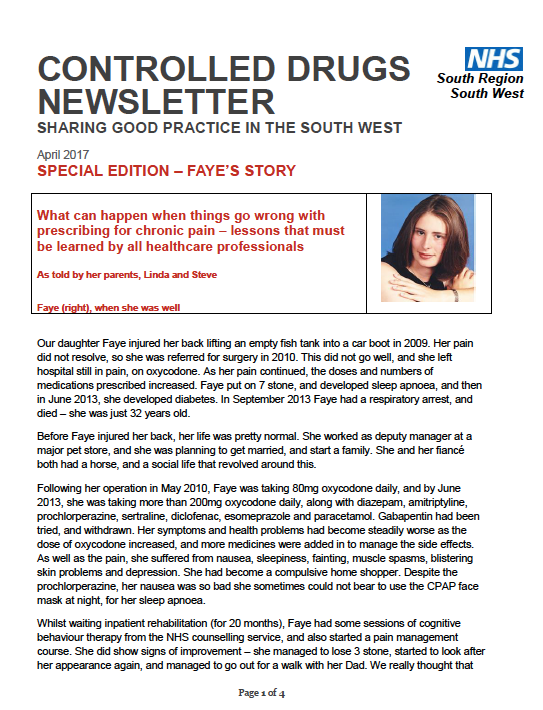 CONTROLLED DRUGS
NEWSLETTER
SHARING GOOD PRACTICE IN THE SOUTH WEST
NHS
South Region
South West
April 2017
SPECIAL EDITION – FAYE'S STORY
What can happen when things go wrong with
prescribing for chronic pain – lessons that must
be learned by all healthcare professionals
As told by her parents, Linda and Steve
Faye (right), when she was well
Our daughter Faye injured her back lifting an empty fish tank into a car boot in 2009. Her pain
did not resolve, so she was referred for surgery in 2010. This did not go well, and she left
hospital still in pain, on oxycodone. As her pain continued, the doses and numbers of
medications prescribed increased. Faye put on 7 stone, and developed sleep apnoea, and then
in June 2013, she developed diabetes. In September 2013 Faye had a respiratory arrest, and
died – she was just 32 years old.
Before Faye injured her back, her life was pretty normal. She worked as deputy manager at a
major pet store, and she was planning to get married, and start a family. She and her fiancé
both had a horse, and a social life that revolved around this.
Following her operation in May 2010, Faye was taking 80mg oxycodone daily, and by June
2013, she was taking more than 200mg oxycodone daily, along with diazepam, amitriptyline,
prochlorperazine, sertraline, diclofenac, esomeprazole and paracetamol. Gabapentin had been
tried, and withdrawn. Her symptoms and health problems had become steadily worse as the
dose of oxycodone increased, and more medicines were added in to manage the side effects.
As well as the pain, she suffered from nausea, sleepiness, fainting, muscle spasms, blistering
skin problems and depression. She had become a compulsive home shopper. Despite the
prochlorperazine, her nausea was so bad she sometimes could not bear to use the CPAP face
mask at night, for her sleep apnoea.
Whilst waiting inpatient rehabilitation (for 20 months), Faye had some sessions of cognitive
behaviour therapy from the NHS counselling service, and also started a pain management
course. She did show signs of improvement – she managed to lose 3 stone, started to look after
her appearance again, and managed to go out for a walk with her Dad. We really thought that
Page 1 of 4